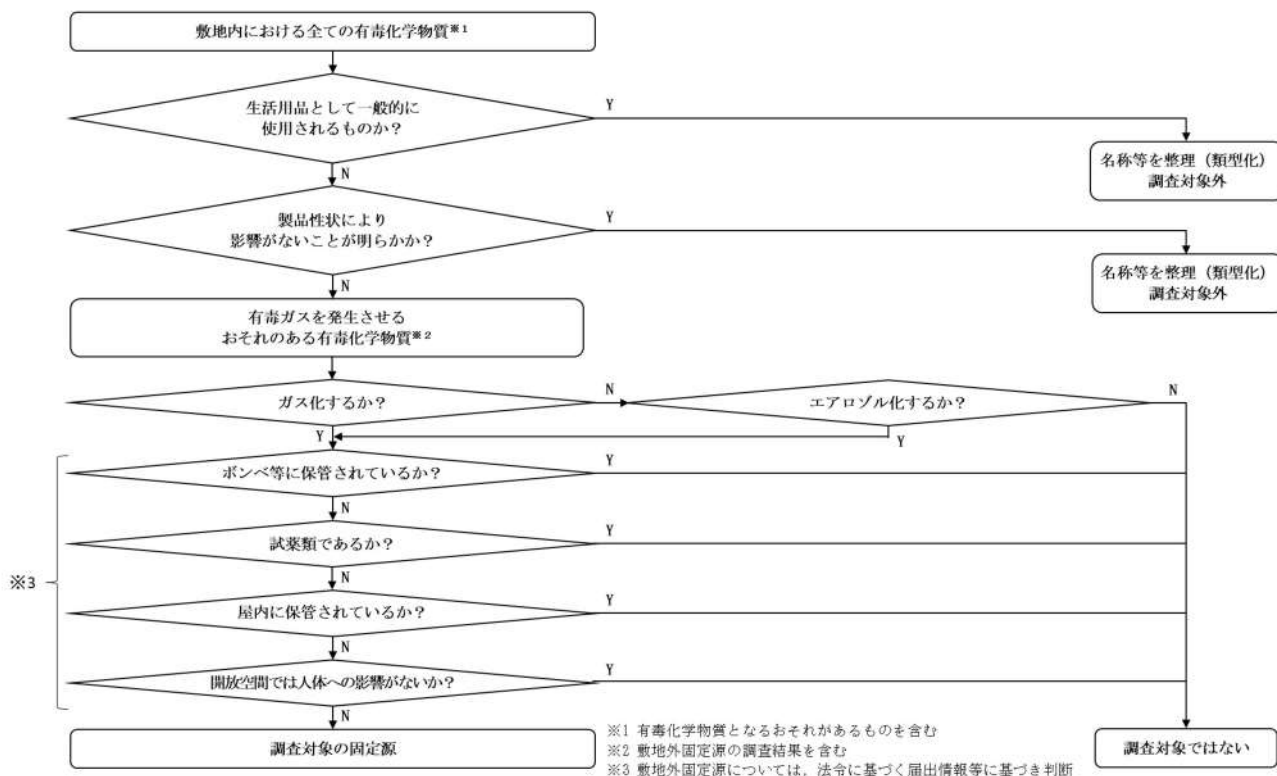 敷地内における全ての有毒化学物質※1
生活用品として一般的に
使用されるものか？
Y
N
名称等を整理（類型化）
調査対象外
製品性状により
影響がないことが明らかか？
Y
N
名称等を整理（類型化）
調査対象外
有毒ガスを発生させる
おそれのある有毒化学物質※2
ガス化するか？
N
エアロゾル化するか？
N
Y
Y
ボンベ等に保管されているか？
Y
N
試薬類であるか？
Y
N
※3
屋内に保管されているか？
Y
N
開放空間では人体への影響がないか？
Y
N
調査対象の固定源
※1 有毒化学物質となるおそれがあるものを含む
※2 敷地外固定源の調査結果を含む
※3 敷地外固定源については、法令に基づく届出情報等に基づき判断
調査対象ではない